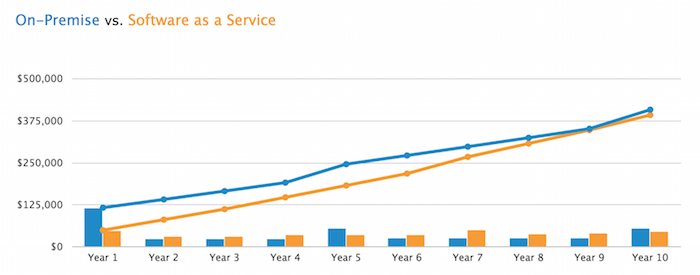 On-Premise vs. Software as a Service
$500,000
$375,000
$250,000
$125,000
$0
Year 1 Year 2 Year 3 Year 4 Year 5 Year 6 Year 7 Year 8 Year 9 Year 10